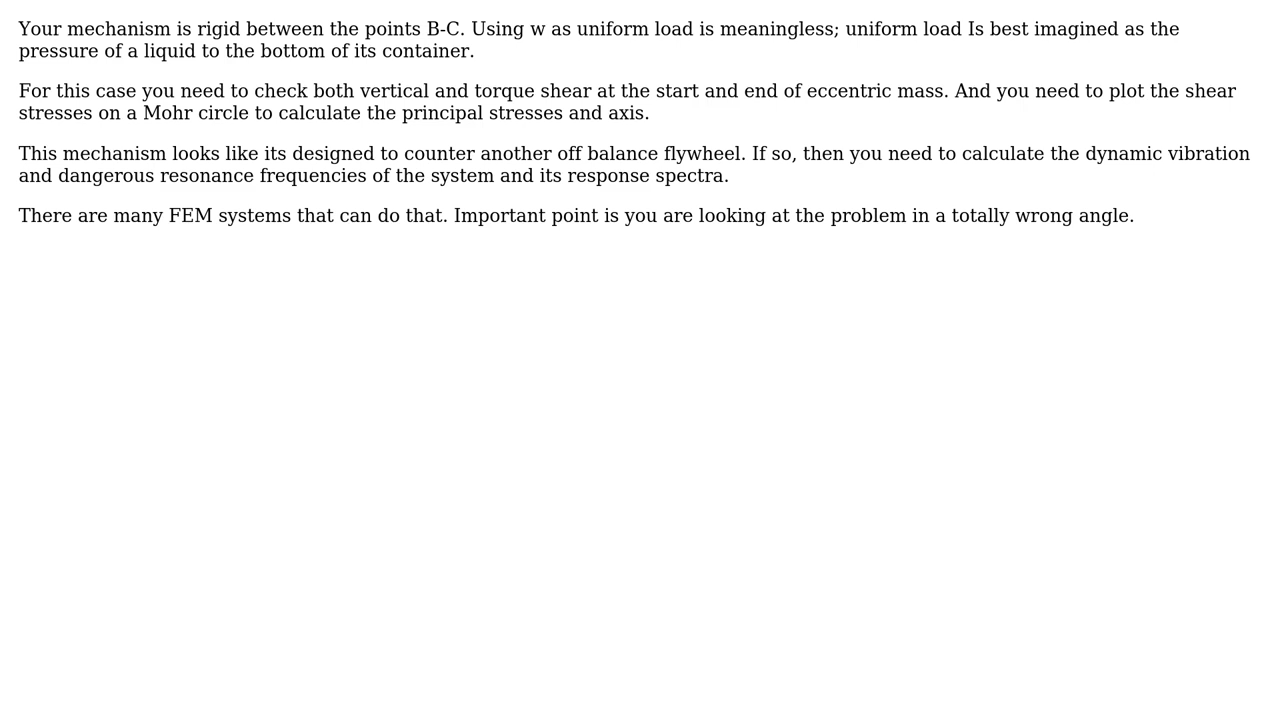 Your mechanism is rigid between the points B-C. Using w as uniform load is meaningless; uniform load Is best imagined as the
pressure of a liquid to the bottom of its container.
For this case you need to check both vertical and torque shear at the start and end of eccentric mass. And you need to plot the shear
stresses on a Mohr circle to calculate the principal stresses and axis.
This mechanism looks like its designed to counter another off balance flywheel. If so, then you need to calculate the dynamic vibration
and dangerous resonance frequencies of the system and its response spectra.
There are many FEM systems that can do that. Important point is you are looking at the problem in a totally wrong angle.